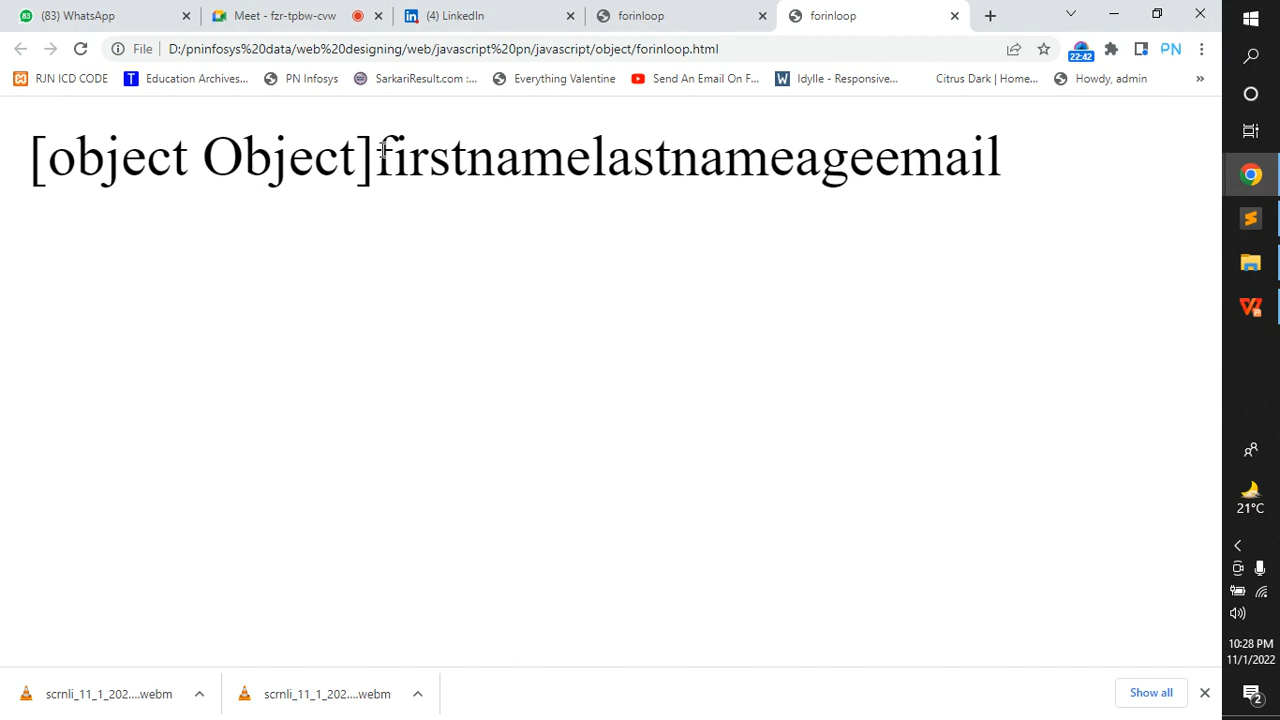 (83) WhatsApp
Meet - fzr-tpbw-cvw
(4) LinkedIn
forinloop
forinloop
File
D:/pninfosys%20data/web%20designing/web/javascript%20pn/javascript/object/forinloop.html
22:42
PN
RJN ICD CODE
Education Archives...
PN Infosys
SarkariResult.com :...
Everything Valentine
Send An Email On F...
Idylle - Responsive...
Citrus Dark | Home...
Howdy, admin
»
[object Object]firstnamelastnameageemail
21°C
10:28 PM
11/1/2022
2
scrnli_11_1_202....webm
scrnli_11_1_202....webm
Show all